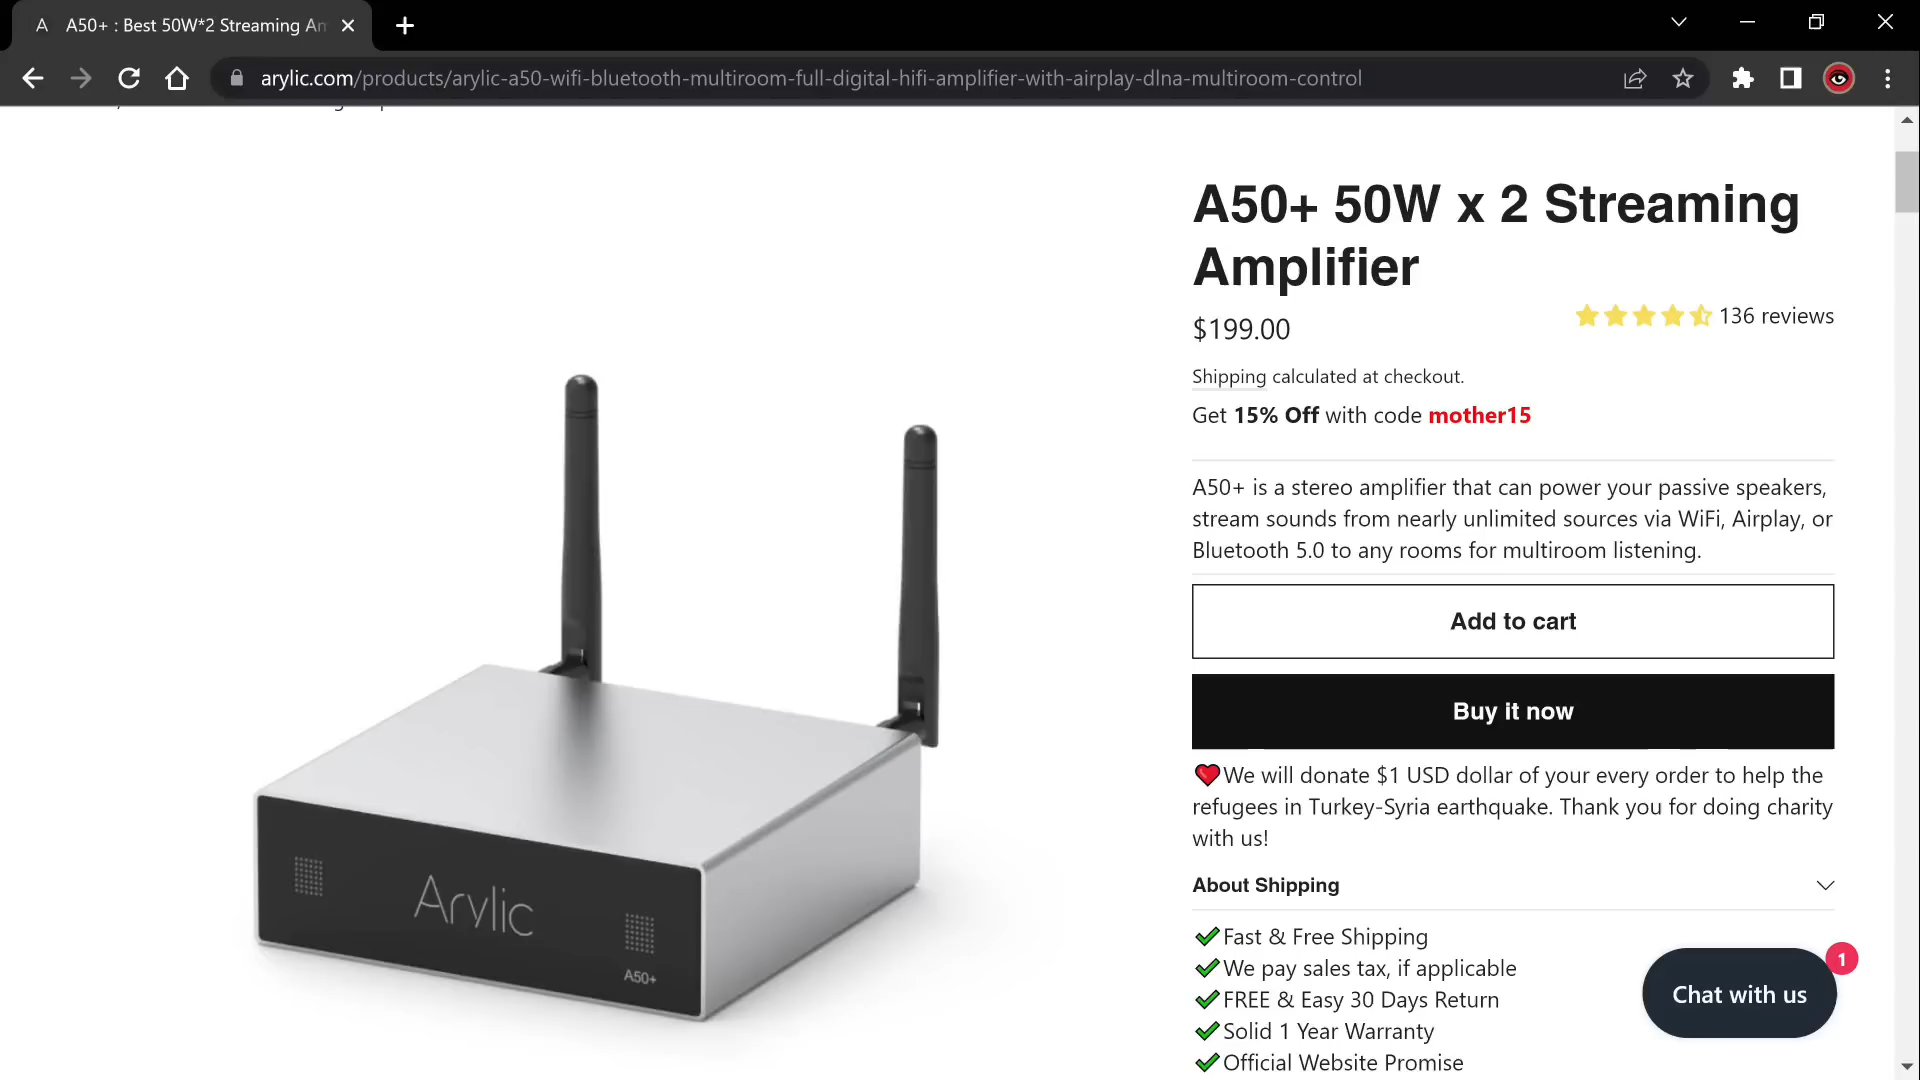 A50+ : Best 50W*2 Streaming Am
arylic.com/products/arylic-a50-wifi-bluetooth-multiroom-full-digital-hifi-amplifier-with-airplay-dlna-multiroom-control
A50+ 50W x 2 Streaming
Amplifier
$199.00
136 reviews
Shipping calculated at checkout.
Get 15% Off with code mother15
A50+ is a stereo amplifier that can power your passive speakers,
stream sounds from nearly unlimited sources via WiFi, Airplay, or
Bluetooth 5.0 to any rooms for multiroom listening.
Add to cart
Buy it now
❤️We will donate $1 USD dollar of your every order to help the
refugees in Turkey-Syria earthquake. Thank you for doing charity
with us!
About Shipping
✔Fast & Free Shipping
✔We pay sales tax, if applicable
✔FREE & Easy 30 Days Return
✔Solid 1 Year Warranty
✔Official Website Promise
Arylic
A50+
1
Chat with us